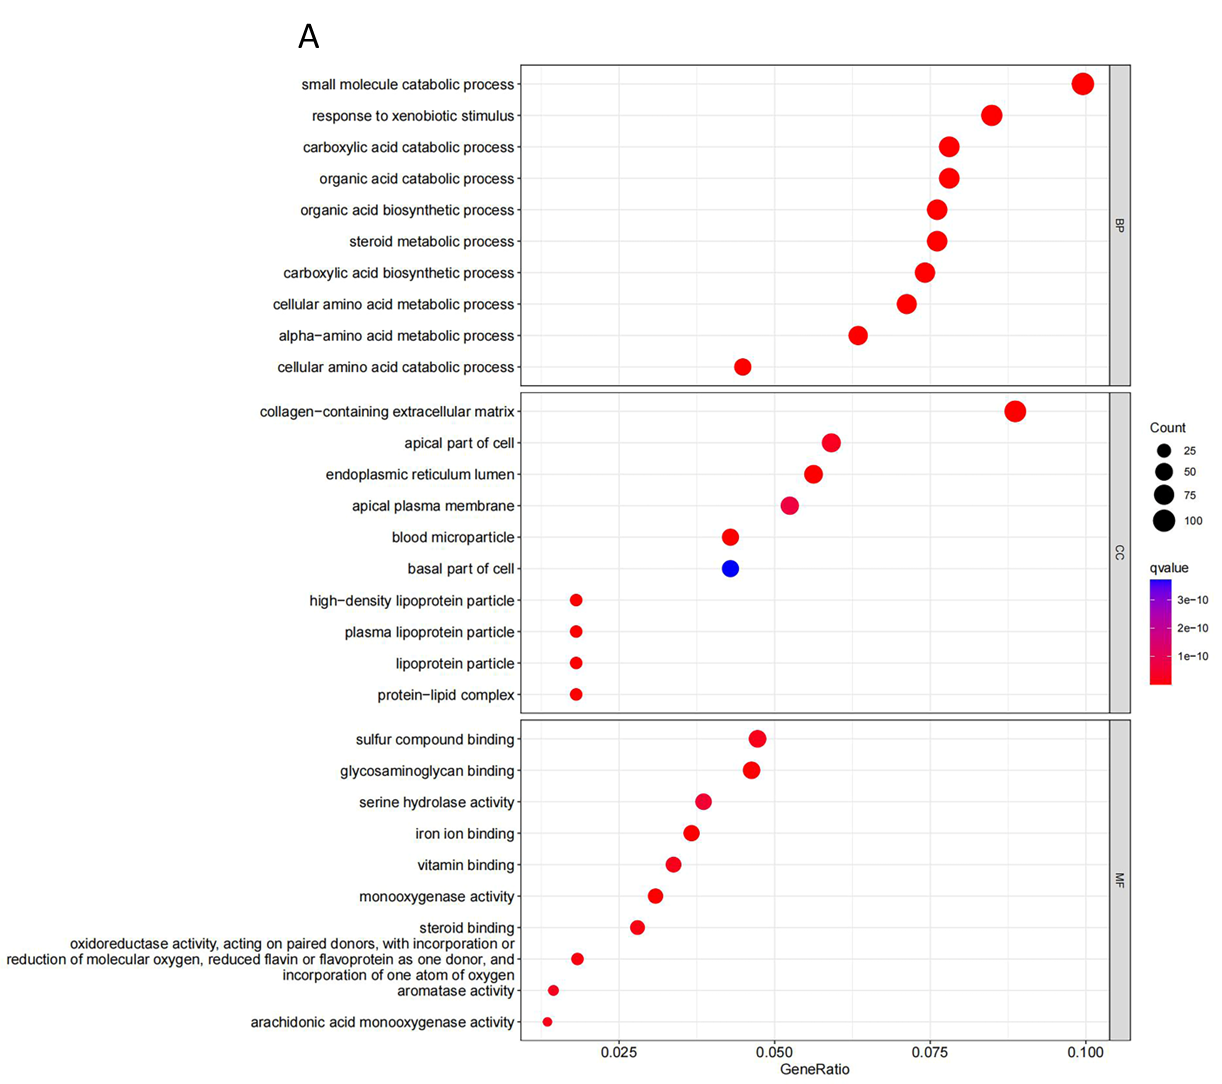 A
small molecule catabolic process
response to xenobiotic stimulus
carboxylic acid catabolic process
organic acid catabolic process
organic acid biosynthetic process
steroid metabolic process
carboxylic acid biosynthetic process
cellular amino acid metabolic process
alpha−amino acid metabolic process
cellular amino acid catabolic process
BP
collagen−containing extracellular matrix
apical part of cell
endoplasmic reticulum lumen
apical plasma membrane
blood microparticle
basal part of cell
high−density lipoprotein particle
plasma lipoprotein particle
lipoprotein particle
protein−lipid complex
CC
sulfur compound binding
glycosaminoglycan binding
serine hydrolase activity
iron ion binding
vitamin binding
monooxygenase activity
steroid binding
oxidoreductase activity, acting on paired donors, with incorporation or
reduction of molecular oxygen, reduced flavin or flavoprotein as one donor, and
incorporation of one atom of oxygen
aromatase activity
arachidonic acid monooxygenase activity
MF
0.025 0.050 0.075 0.100
GeneRatio
Count
25
50
75
100
qvalue
3e−10
2e−10
1e−10